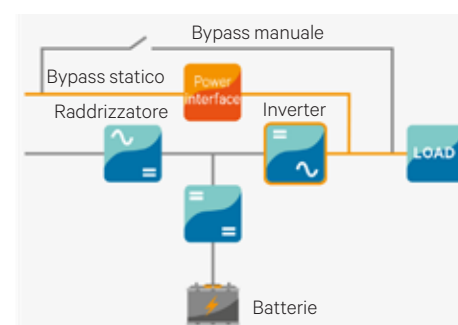 Bypass manuale
Bypass statico
Power
interface
Raddrizzatore
Inverter
LOAD
Batterie